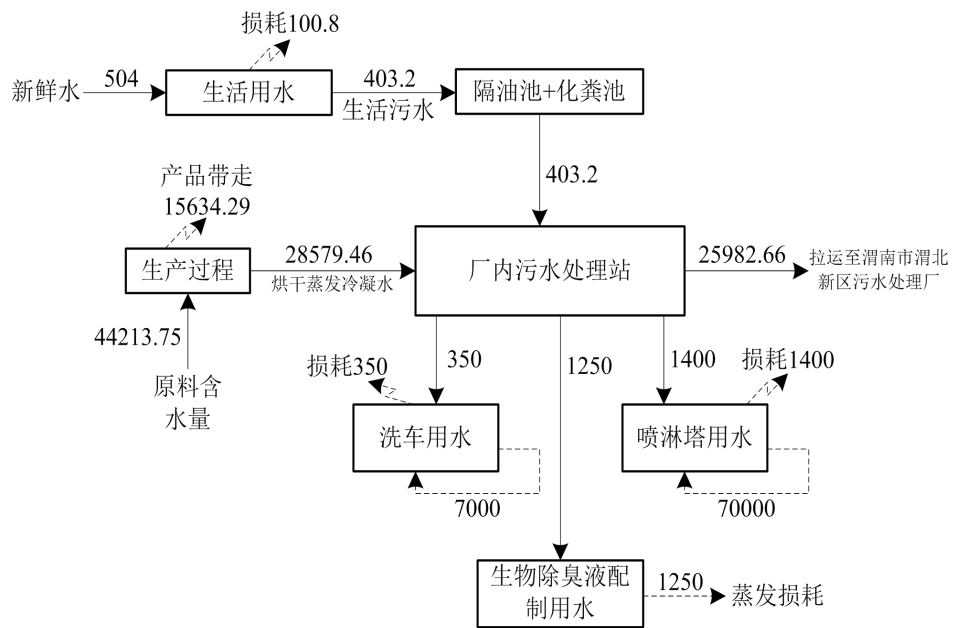 损耗100.8
新鲜水
504
生活用水
403.2
生活污水
隔油池+化粪池
403.2
产品带走
15634.29
生产过程
28579.46
烘干蒸发冷凝水
厂内污水处理站
25982.66
拉运至渭南市渭北
新区污水处理厂
44213.75
原料含
水量
损耗350
350
1250
1400
损耗1400
洗车用水
喷淋塔用水
7000
70000
生物除臭液配
制用水
1250
蒸发损耗